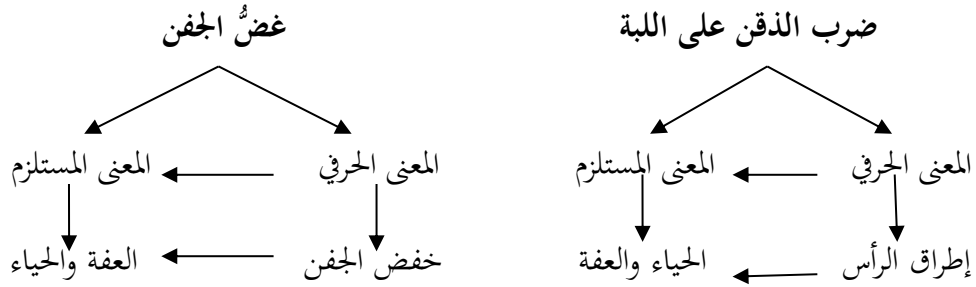 ضرب الذقن على اللبة غضُّ الجفن
المعنى الحرفي المعنى المستلزم المعنى الحرفي المعنى المستلزم
إطراق الرأس الحياء والعفة خفض الجفن العفة والحياء